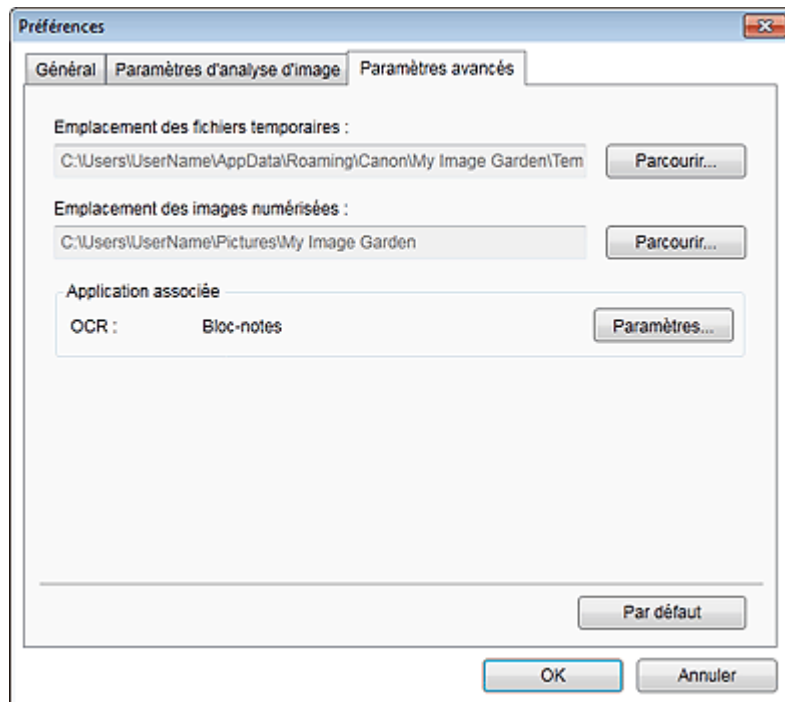 Préférences
Général Paramètres d'analyse d'image Paramètres avancés
Emplacement des fichiers temporaires :
C:\Users\UserName\AppData\Roaming\Canon\My Image Garden\Tem Parcourir...
Emplacement des images numérisées :
C:\Users\UserName\Pictures\My Image Garden Parcourir...
Application associée
OCR : Bloc-notes Paramètres...
Par défaut
OK Annuler